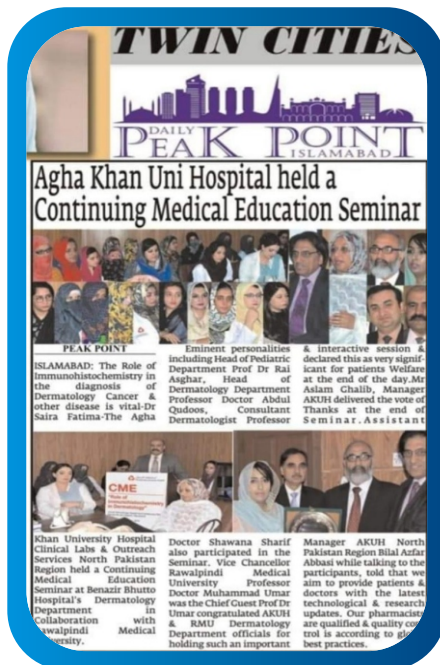 TWIN CITIES
DAILY
PEAK POINT
ISLAMABAD
Agha Khan Uni Hospital held a
Continuing Medical Education Seminar
PEAK POINT
ISLAMABAD: The Role of
Immunohistochemistry in
the diagnosis of
Dermatology Cancer &
other disease is vital-Dr
Saira Fatima-The Agha
Eminent personalities
including Head of Pediatric
Department Prof Dr Rai
Asghar, Head of
Dermatology Department
Professor Doctor Abdul
Qudoos, Consultant
Dermatologist Professor
& interactive session &
declared this as very signif-
icant for patients Welfare
at the end of the day.Mr
Aslam Ghalib, Manager
AKUH delivered the vote of
Thanks at the end of
Seminar.Assistant
CME
"Role of
Immunohistochemistry
in Dermatology"
Khan University Hospital
Clinical Labs & Outreach
Services North Pakistan
Region held a Continuing
Medical Education
Seminar at Benazir Bhutto
Hospital's Dermatology
Department in
Collaboration with
Rawalpindi Medical
University.
Doctor Shawana Sharif
also participated in the
Seminar. Vice Chancellor
Rawalpindi Medical
University Professor
Doctor Muhammad Umar
was the Chief Guest Prof Dr
Umar congratulated AKUH
& RMU Dermatology
Department officials for
holding such an important
Manager AKUH North
Pakistan Region Bilal Azfar
Abbasi while talking to the
participants, told that we
aim to provide patients &
doctors with the latest
technological & research
updates. Our pharmacists
are qualified & quality con-
trol is according to global
best practices.